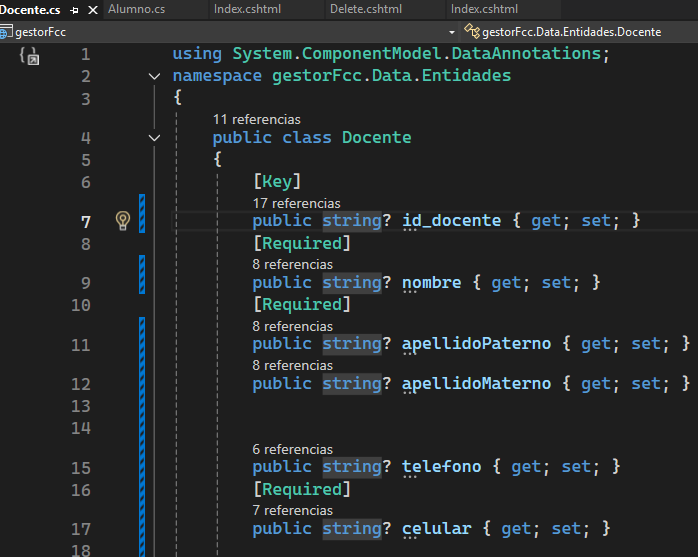 Docente.cs
Alumno.cs
Index.cshtml
Delete.cshtml
Index.cshtml
gestorFcc
gestorFcc.Data.Entidades.Docente
1 using System.ComponentModel.DataAnnotations;
2 namespace gestorFcc.Data.Entidades
3 {
11 referencias
4 public class Docente
5 {
6 [Key]
17 referencias
7 public string? id_docente { get; set; }
8 [Required]
8 referencias
9 public string? nombre { get; set; }
10 [Required]
8 referencias
11 public string? apellidoPaterno { get; set; }
8 referencias
12 public string? apellidoMaterno { get; set; }
13
14
6 referencias
15 public string? telefono { get; set; }
16 [Required]
7 referencias
17 public string? celular { get; set; }
18